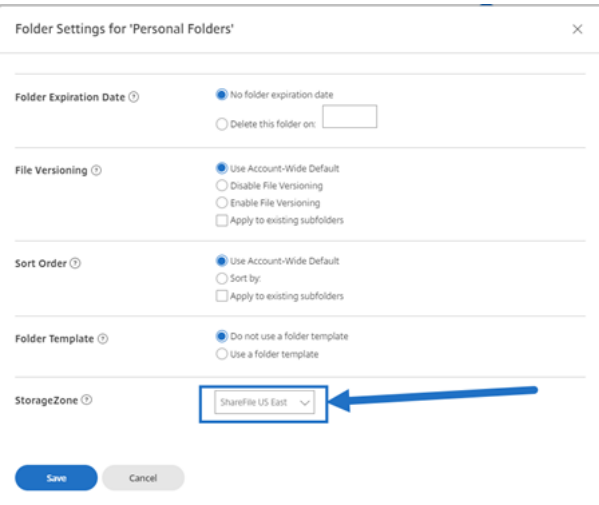 Folder Settings for 'Personal Folders'
Folder Expiration Date
No folder expiration date
Delete this folder on:
File Versioning
Use Account-Wide Default
Disable File Versioning
Enable File Versioning
Apply to existing subfolders
Sort Order
Use Account-Wide Default
Sort by:
Apply to existing subfolders
Folder Template
Do not use a folder template
Use a folder template
StorageZone
ShareFile US East
Save Cancel